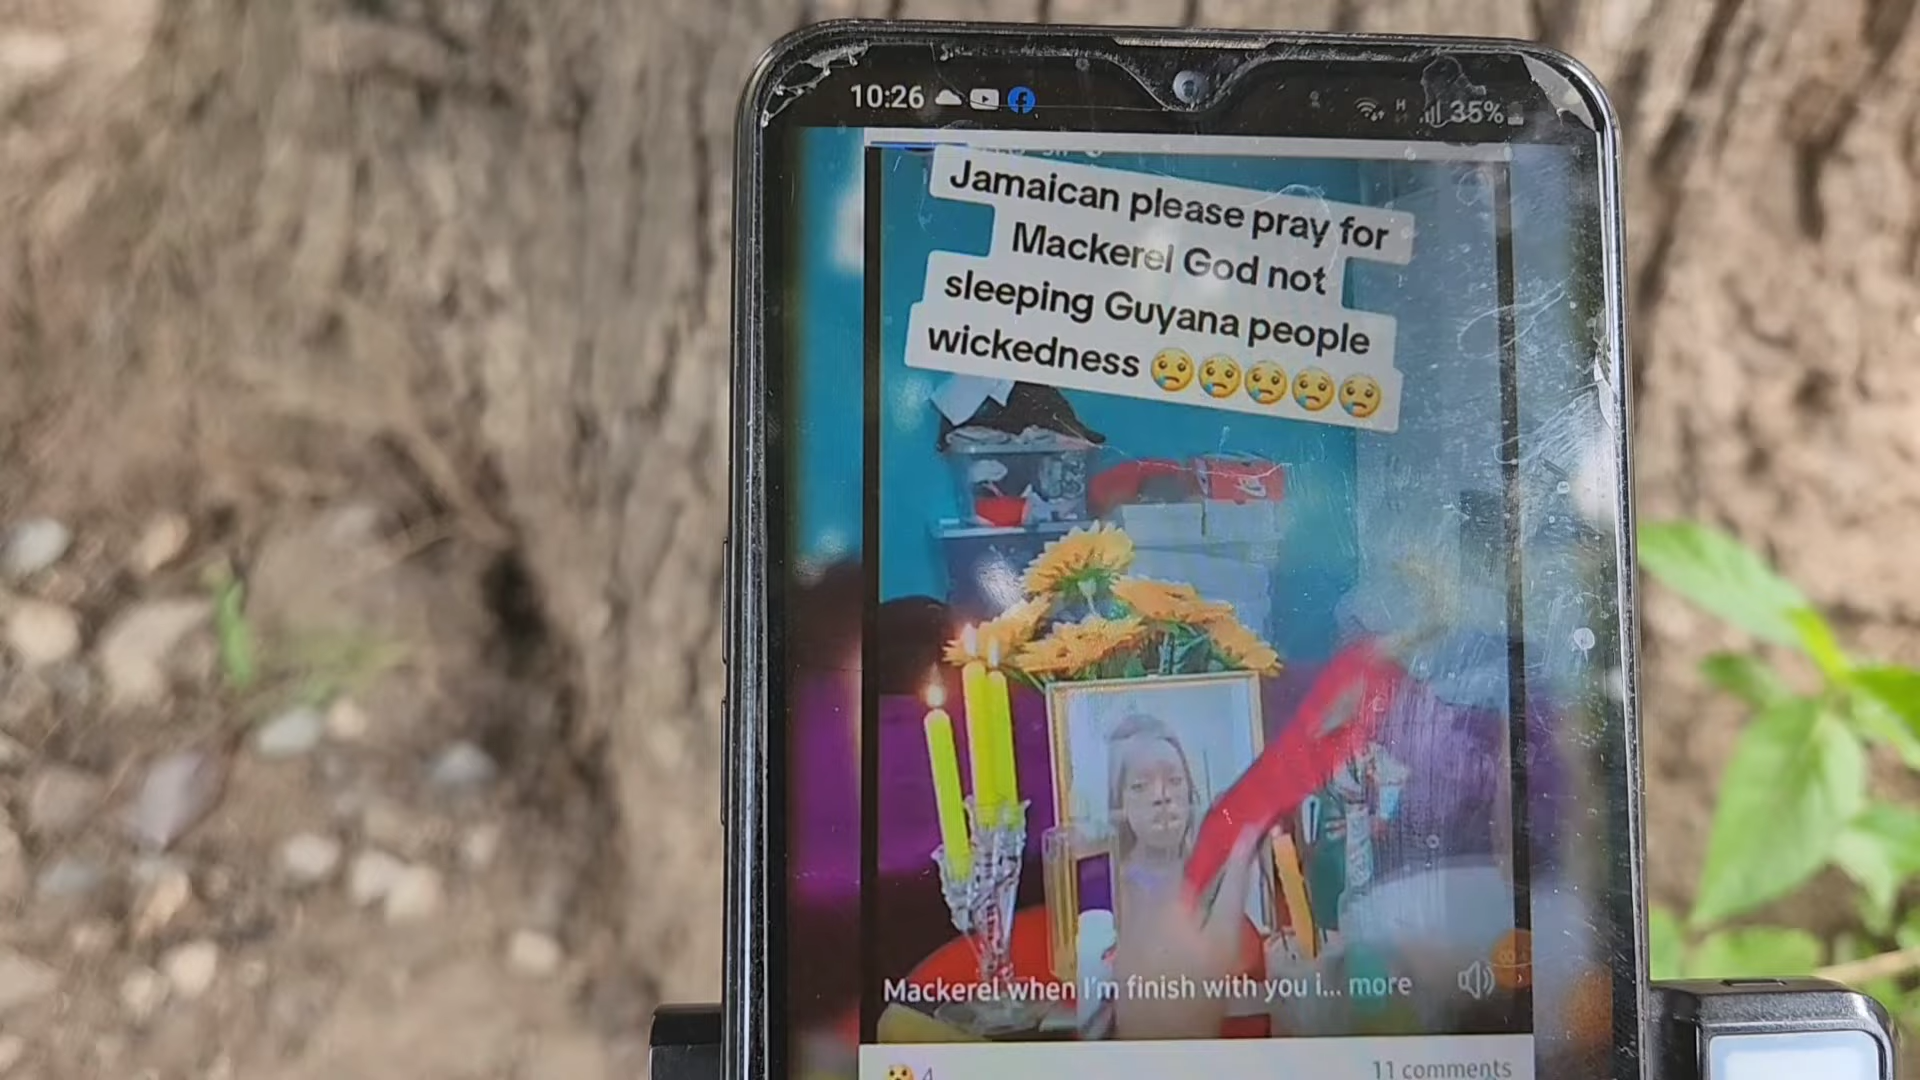 10:26
35%
Jamaican please pray for
Mackerel God not
sleeping Guyana people
wickedness 😢😢😢😢😢
Mackerel when I'm finish with you i... more
4
11 comments